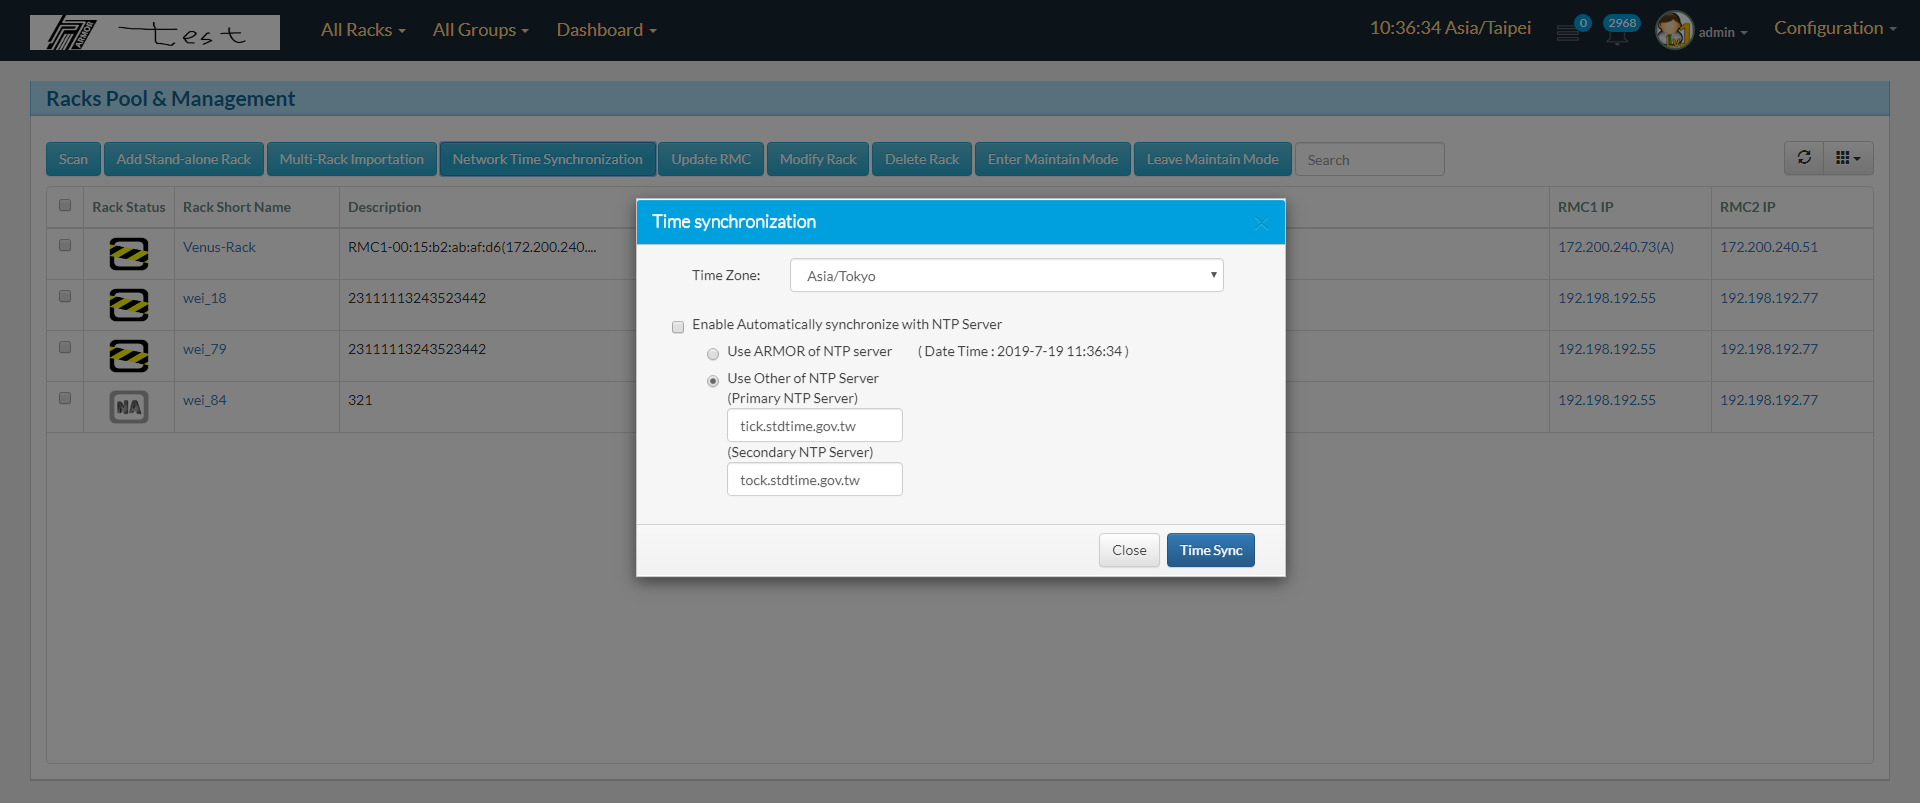 ARMOR test
All Racks All Groups Dashboard 10:36:34 Asia/Taipei 0 2968 admin Configuration
Racks Pool & Management
Scan Add Stand-alone Rack Multi-Rack Importation Network Time Synchronization Update RMC Modify Rack Delete Rack Enter Maintain Mode Leave Maintain Mode Search
Rack Status Rack Short Name Description RMC1 IP RMC2 IP
Venus-Rack RMC1-00:15:b2:ab:af:d6(172.200.240.... 172.200.240.73(A) 172.200.240.51
wei_18 23111113243523442 192.198.192.55 192.198.192.77
wei_79 23111113243523442 192.198.192.55 192.198.192.77
NA wei_84 321 192.198.192.55 192.198.192.77
Time synchronization
Time Zone: Asia/Tokyo
Enable Automatically synchronize with NTP Server
Use ARMOR of NTP server ( Date Time : 2019-7-19 11:36:34 )
Use Other of NTP Server
(Primary NTP Server)
tick.stdtime.gov.tw
(Secondary NTP Server)
tock.stdtime.gov.tw
Close Time Sync